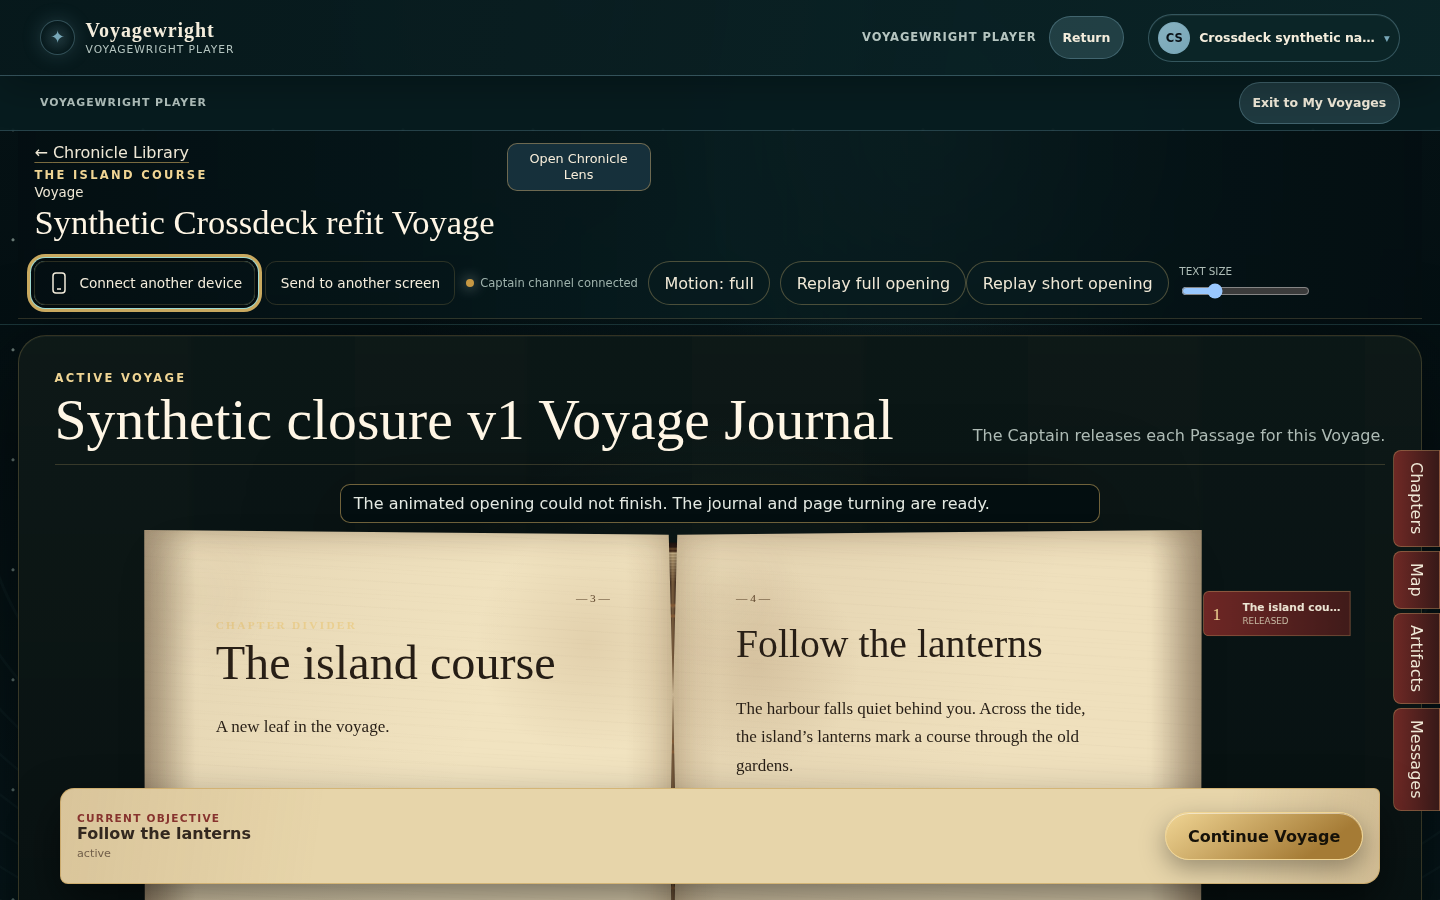 Voyagewright
VOYAGEWRIGHT PLAYER
VOYAGEWRIGHT PLAYER
Return
CS
Crossdeck synthetic na…
VOYAGEWRIGHT PLAYER
Exit to My Voyages
← Chronicle Library
THE ISLAND COURSE
Voyage
Synthetic Crossdeck refit Voyage
Open Chronicle
Lens
Connect another device
Send to another screen
Captain channel connected
Motion: full
Replay full opening
Replay short opening
TEXT SIZE
ACTIVE VOYAGE
Synthetic closure v1 Voyage Journal
The Captain releases each Passage for this Voyage.
The animated opening could not finish. The journal and page turning are ready.
— 3 —
CHAPTER DIVIDER
The island course
A new leaf in the voyage.
— 4 —
Follow the lanterns
The harbour falls quiet behind you. Across the tide,
the island’s lanterns mark a course through the old
gardens.
1
The island cou…
RELEASED
Chapters
Map
Artifacts
Messages
CURRENT OBJECTIVE
Follow the lanterns
active
Continue Voyage